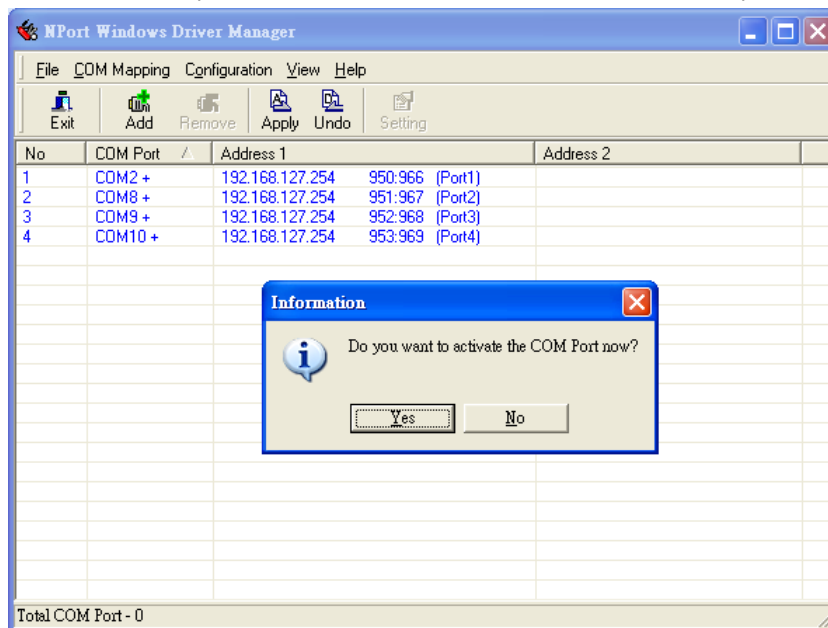 NPort Windows Driver Manager
File COM Mapping Configuration View Help
Exit Add Remove Apply Undo Setting
No COM Port Address 1 Address 2
1 COM2 + 192.168.127.254 950:966 (Port1)
2 COM8 + 192.168.127.254 951:967 (Port2)
3 COM9 + 192.168.127.254 952:968 (Port3)
4 COM10 + 192.168.127.254 953:969 (Port4)
Information
Do you want to activate the COM Port now?
Yes No
Total COM Port - 0